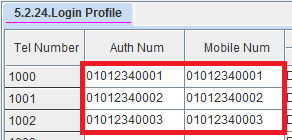 5.2.24.Login Profile
Tel Number Auth Num Mobile Num
1000 01012340001 01012340001
1001 01012340002 01012340002
1002 01012340003 01012340003